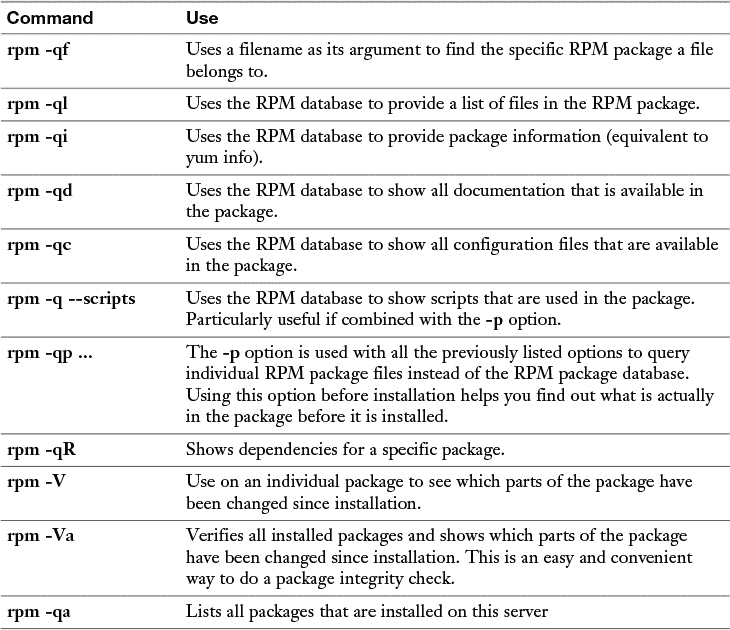 Command Use
rpm -qf Uses a filename as its argument to find the specific RPM package a file
belongs to.
rpm -ql Uses the RPM database to provide a list of files in the RPM package.
rpm -qi Uses the RPM database to provide package information (equivalent to
yum info).
rpm -qd Uses the RPM database to show all documentation that is available in
the package.
rpm -qc Uses the RPM database to show all configuration files that are available
in the package.
rpm -q --scripts Uses the RPM database to show scripts that are used in the package.
Particularly useful if combined with the -p option.
rpm -qp ... The -p option is used with all the previously listed options to query
individual RPM package files instead of the RPM package database.
Using this option before installation helps you find out what is actually
in the package before it is installed.
rpm -qR Shows dependencies for a specific package.
rpm -V Use on an individual package to see which parts of the package have
been changed since installation.
rpm -Va Verifies all installed packages and shows which parts of the package
have been changed since installation. This is an easy and convenient
way to do a package integrity check.
rpm -qa Lists all packages that are installed on this server